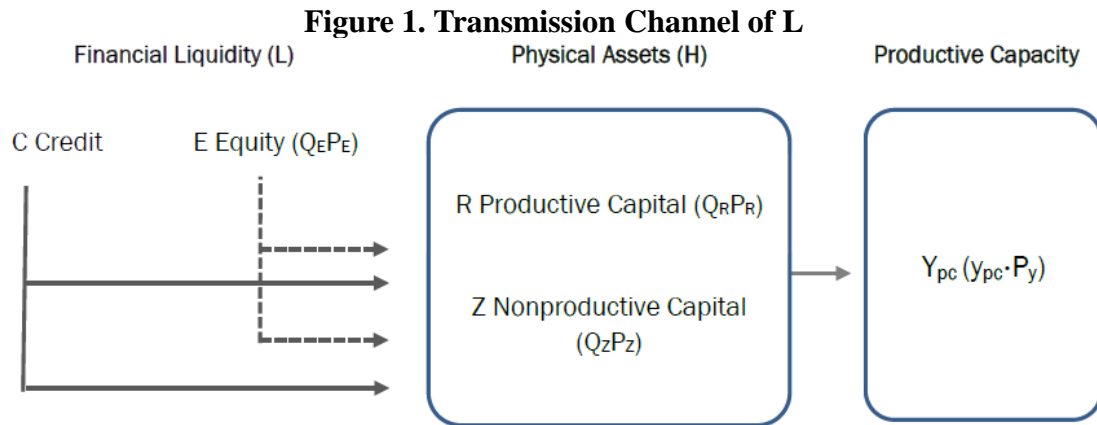 Figure 1. Transmission Channel of L
Financial Liquidity (L)
Physical Assets (H)
Productive Capacity
C Credit
E Equity (QEPE)
R Productive Capital (QRPR)
Z Nonproductive Capital
(QzPz)
Ypc (ypc·Py)